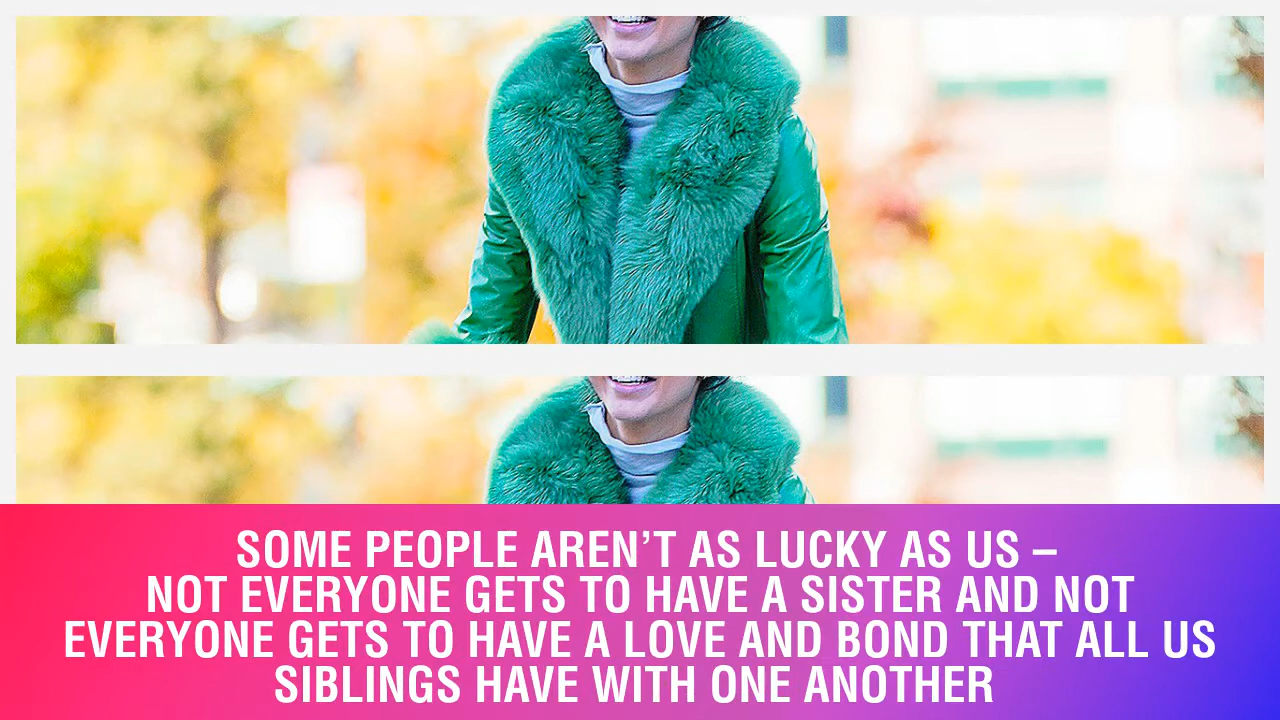 SOME PEOPLE AREN’T AS LUCKY AS US –
NOT EVERYONE GETS TO HAVE A SISTER AND NOT
EVERYONE GETS TO HAVE A LOVE AND BOND THAT ALL US
SIBLINGS HAVE WITH ONE ANOTHER